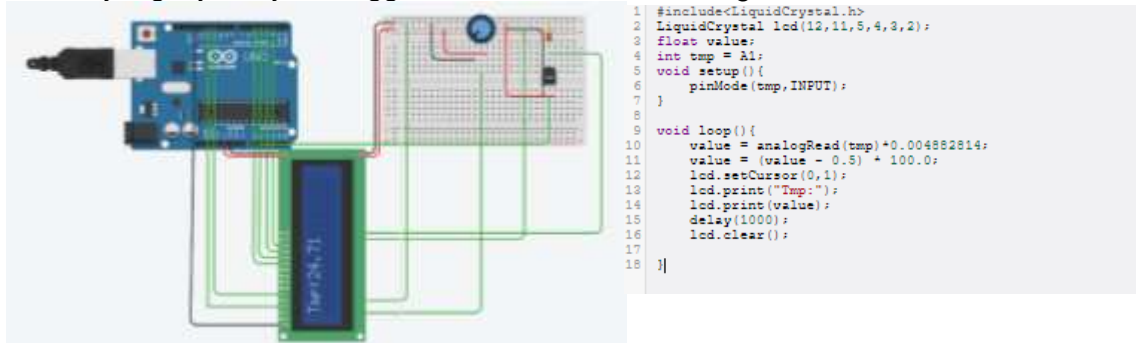 UNO
Tmp:24.71
1 #include<LiquidCrystal.h>
2 LiquidCrystal lcd(12,11,5,4,3,2);
3 float value;
4 int tmp = A1;
5 void setup(){
6 pinMode(tmp,INPUT);
7 }
8
9 void loop(){
10 value = analogRead(tmp)*0.004882814;
11 value = (value - 0.5) * 100.0;
12 lcd.setCursor(0,1);
13 lcd.print("Tmp:");
14 lcd.print(value);
15 delay(1000);
16 lcd.clear();
17
18 }